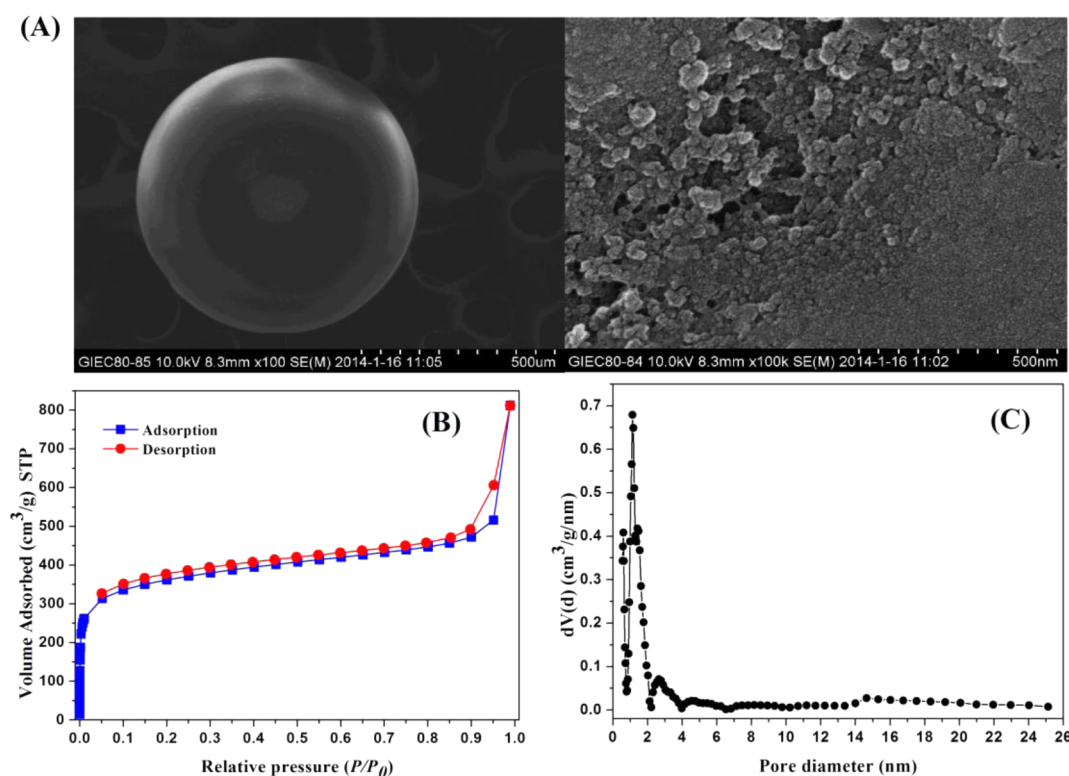 (A)
GIEC80-85 10.0kV 8.3mm x100 SE(M) 2014-1-16 11:05 500um
GIEC80-84 10.0kV 8.3mm x100k SE(M) 2014-1-16 11:02 500nm
(B)
Adsorption
Desorption
Volume Adsorbed (cm³/g) STP
800
700
600
500
400
300
200
100
0
0.0 0.1 0.2 0.3 0.4 0.5 0.6 0.7 0.8 0.9 1.0
Relative pressure (P/P₀)
(C)
dV(d) (cm³/g/nm)
0.7
0.6
0.5
0.4
0.3
0.2
0.1
0.0
0 2 4 6 8 10 12 14 16 18 20 22 24 26
Pore diameter (nm)